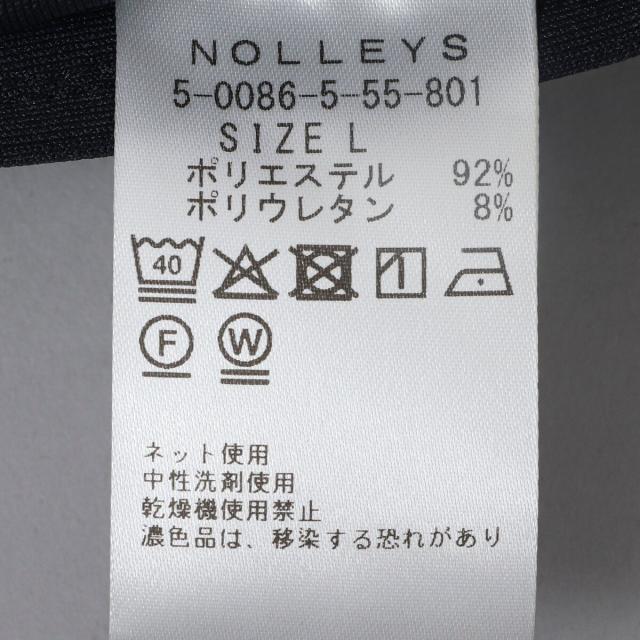 NOLLEYS
5-0086-5-55-801
SIZE L
ポリエステル 92%
ポリウレタン 8%
40
F W
ネット使用
中性洗剤使用
乾燥機使用禁止
濃色品は、移染する恐れがあり